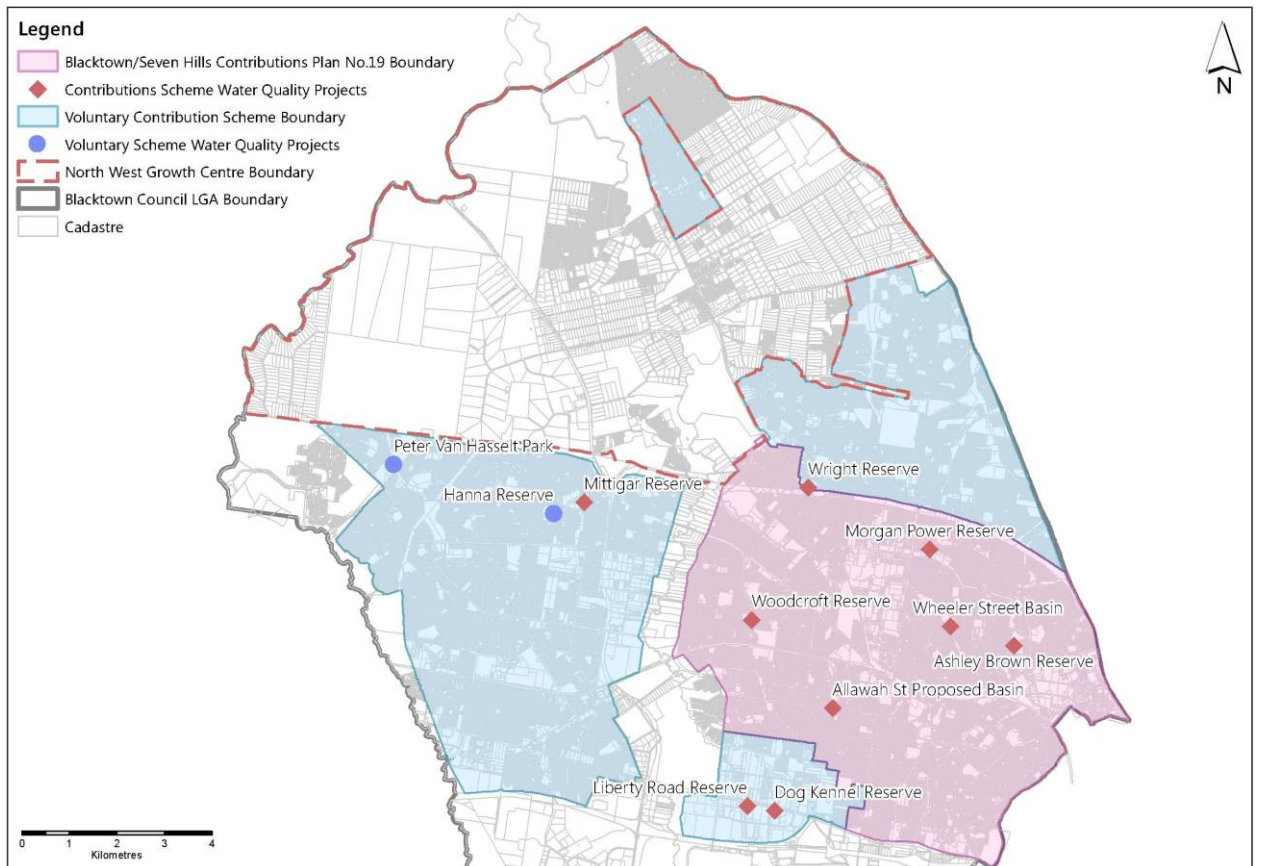 Legend
Blacktown/Seven Hills Contributions Plan No.19 Boundary
Contributions Scheme Water Quality Projects
Voluntary Contribution Scheme Boundary
Voluntary Scheme Water Quality Projects
North West Growth Centre Boundary
Blacktown Council LGA Boundary
Cadastre
N
Peter Van Hasselt Park
Hanna Reserve
Mittigar Reserve
Wright Reserve
Morgan Power Reserve
Woodcroft Reserve
Wheeler Street Basin
Ashley Brown Reserve
Allawah St Proposed Basin
Liberty Road Reserve
Dog Kennel Reserve
0 1 2 3 4
Kilometres